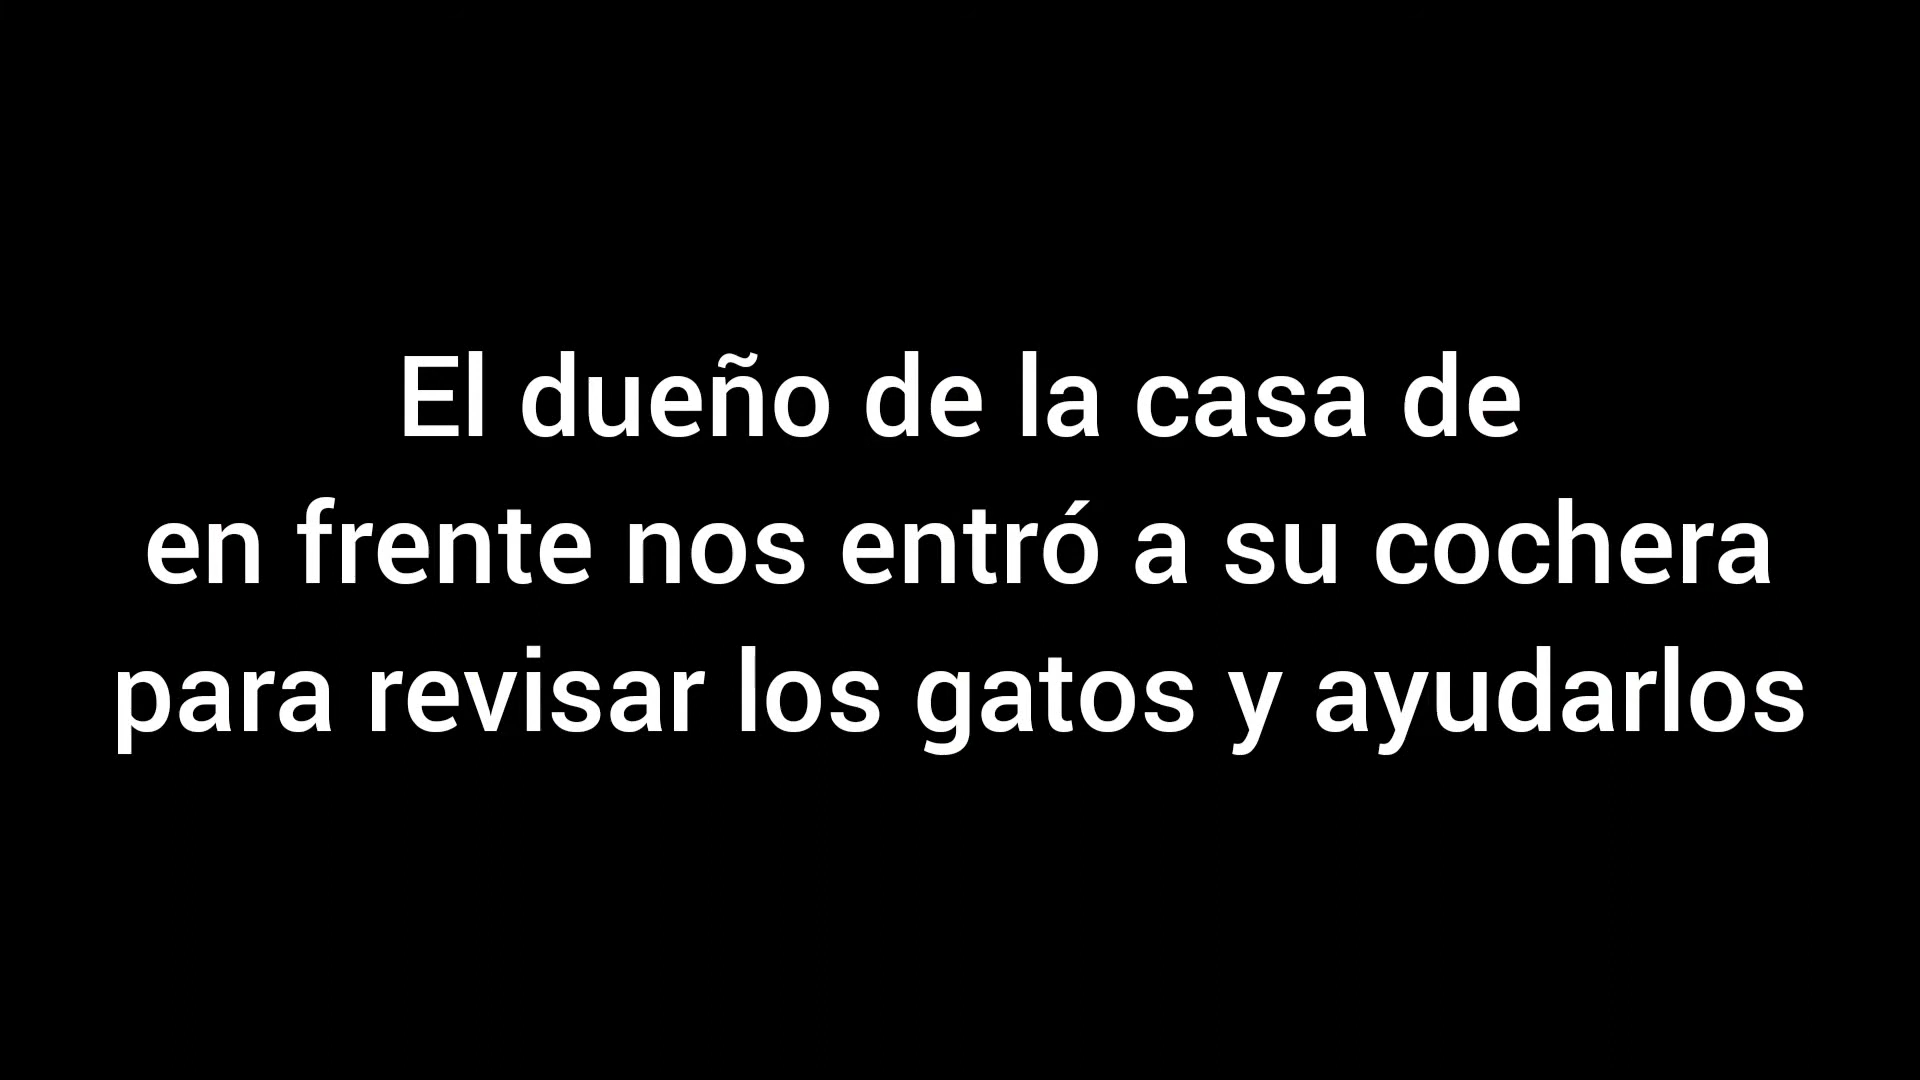 El dueño de la casa de
en frente nos entró a su cochera
para revisar los gatos y ayudarlos